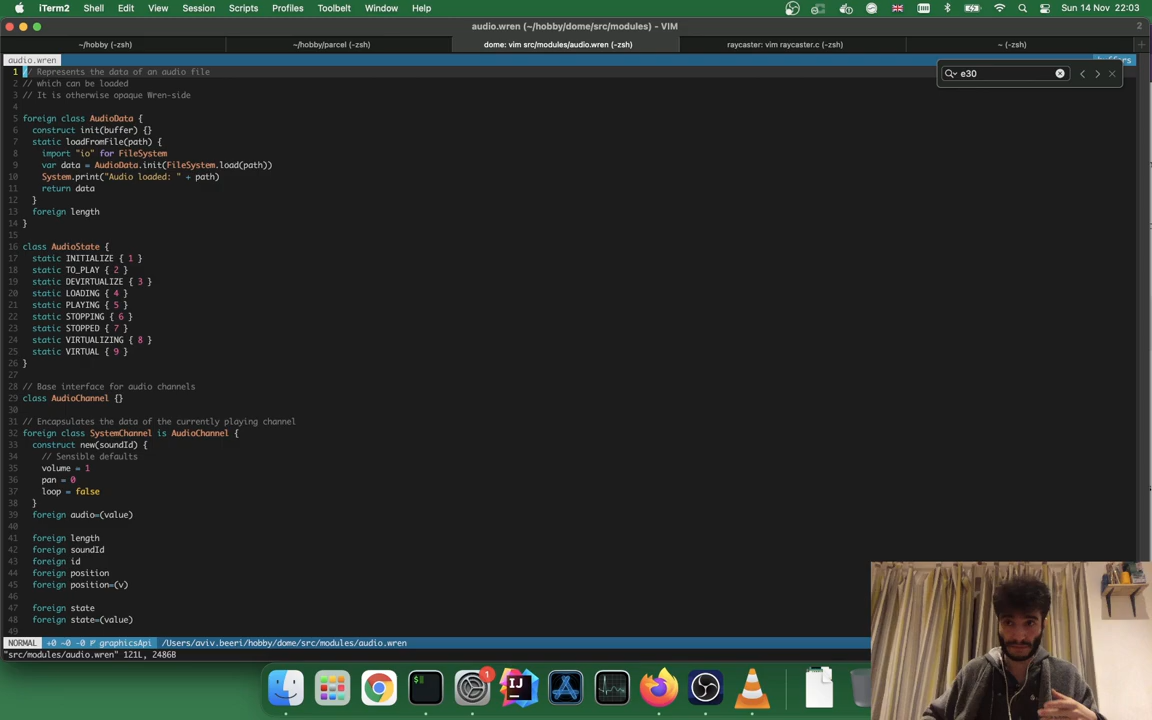 iTerm2 Shell Edit View Session Scripts Profiles Toolbelt Window Help Sun 14 Nov 22:03
audio.wren (~/hobby/dome/src/modules) - VIM 2
~/hobby (-zsh) ~/hobby/parcel (-zsh) dome: vim src/modules/audio.wren (-zsh) raycaster: vim raycaster.c (-zsh) ~ (-zsh)
audio.wren buffers
e30
1 // Represents the data of an audio file
2 // which can be loaded
3 // It is otherwise opaque Wren-side
4
5 foreign class AudioData {
6 construct init(buffer) {}
7 static loadFromFile(path) {
8 import "io" for FileSystem
9 var data = AudioData.init(FileSystem.load(path))
10 System.print("Audio loaded: " + path)
11 return data
12 }
13 foreign length
14 }
15
16 class AudioState {
17 static INITIALIZE { 1 }
18 static TO_PLAY { 2 }
19 static DEVIRTUALIZE { 3 }
20 static LOADING { 4 }
21 static PLAYING { 5 }
22 static STOPPING { 6 }
23 static STOPPED { 7 }
24 static VIRTUALIZING { 8 }
25 static VIRTUAL { 9 }
26 }
27
28 // Base interface for audio channels
29 class AudioChannel {}
30
31 // Encapsulates the data of the currently playing channel
32 foreign class SystemChannel is AudioChannel {
33 construct new(soundId) {
34 // Sensible defaults
35 volume = 1
36 pan = 0
37 loop = false
38 }
39 foreign audio=(value)
40
41 foreign length
42 foreign soundId
43 foreign id
44 foreign position
45 foreign position=(v)
46
47 foreign state
48 foreign state=(value)
49
NORMAL +0 ~0 -0 graphicsApi /Users/aviv.beeri/hobby/dome/src/modules/audio.wren
"src/modules/audio.wren" 121L, 2486B
$
1
IJ